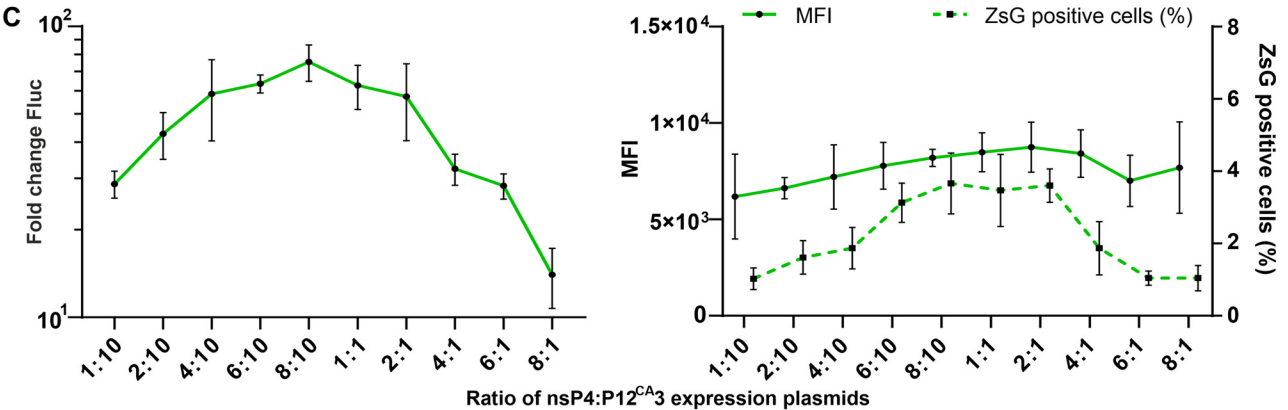 C
10²
Fold change Fluc
10¹
1:10 2:10 4:10 6:10 8:10 1:1 2:1 4:1 6:1 8:1
MFI ZsG positive cells (%)
1.5×10⁴
1×10⁴
5×10³
0
MFI
8
6
4
2
0
ZsG positive cells (%)
1:10 2:10 4:10 6:10 8:10 1:1 2:1 4:1 6:1 8:1
Ratio of nsP4:P12ᶜᴬ3 expression plasmids